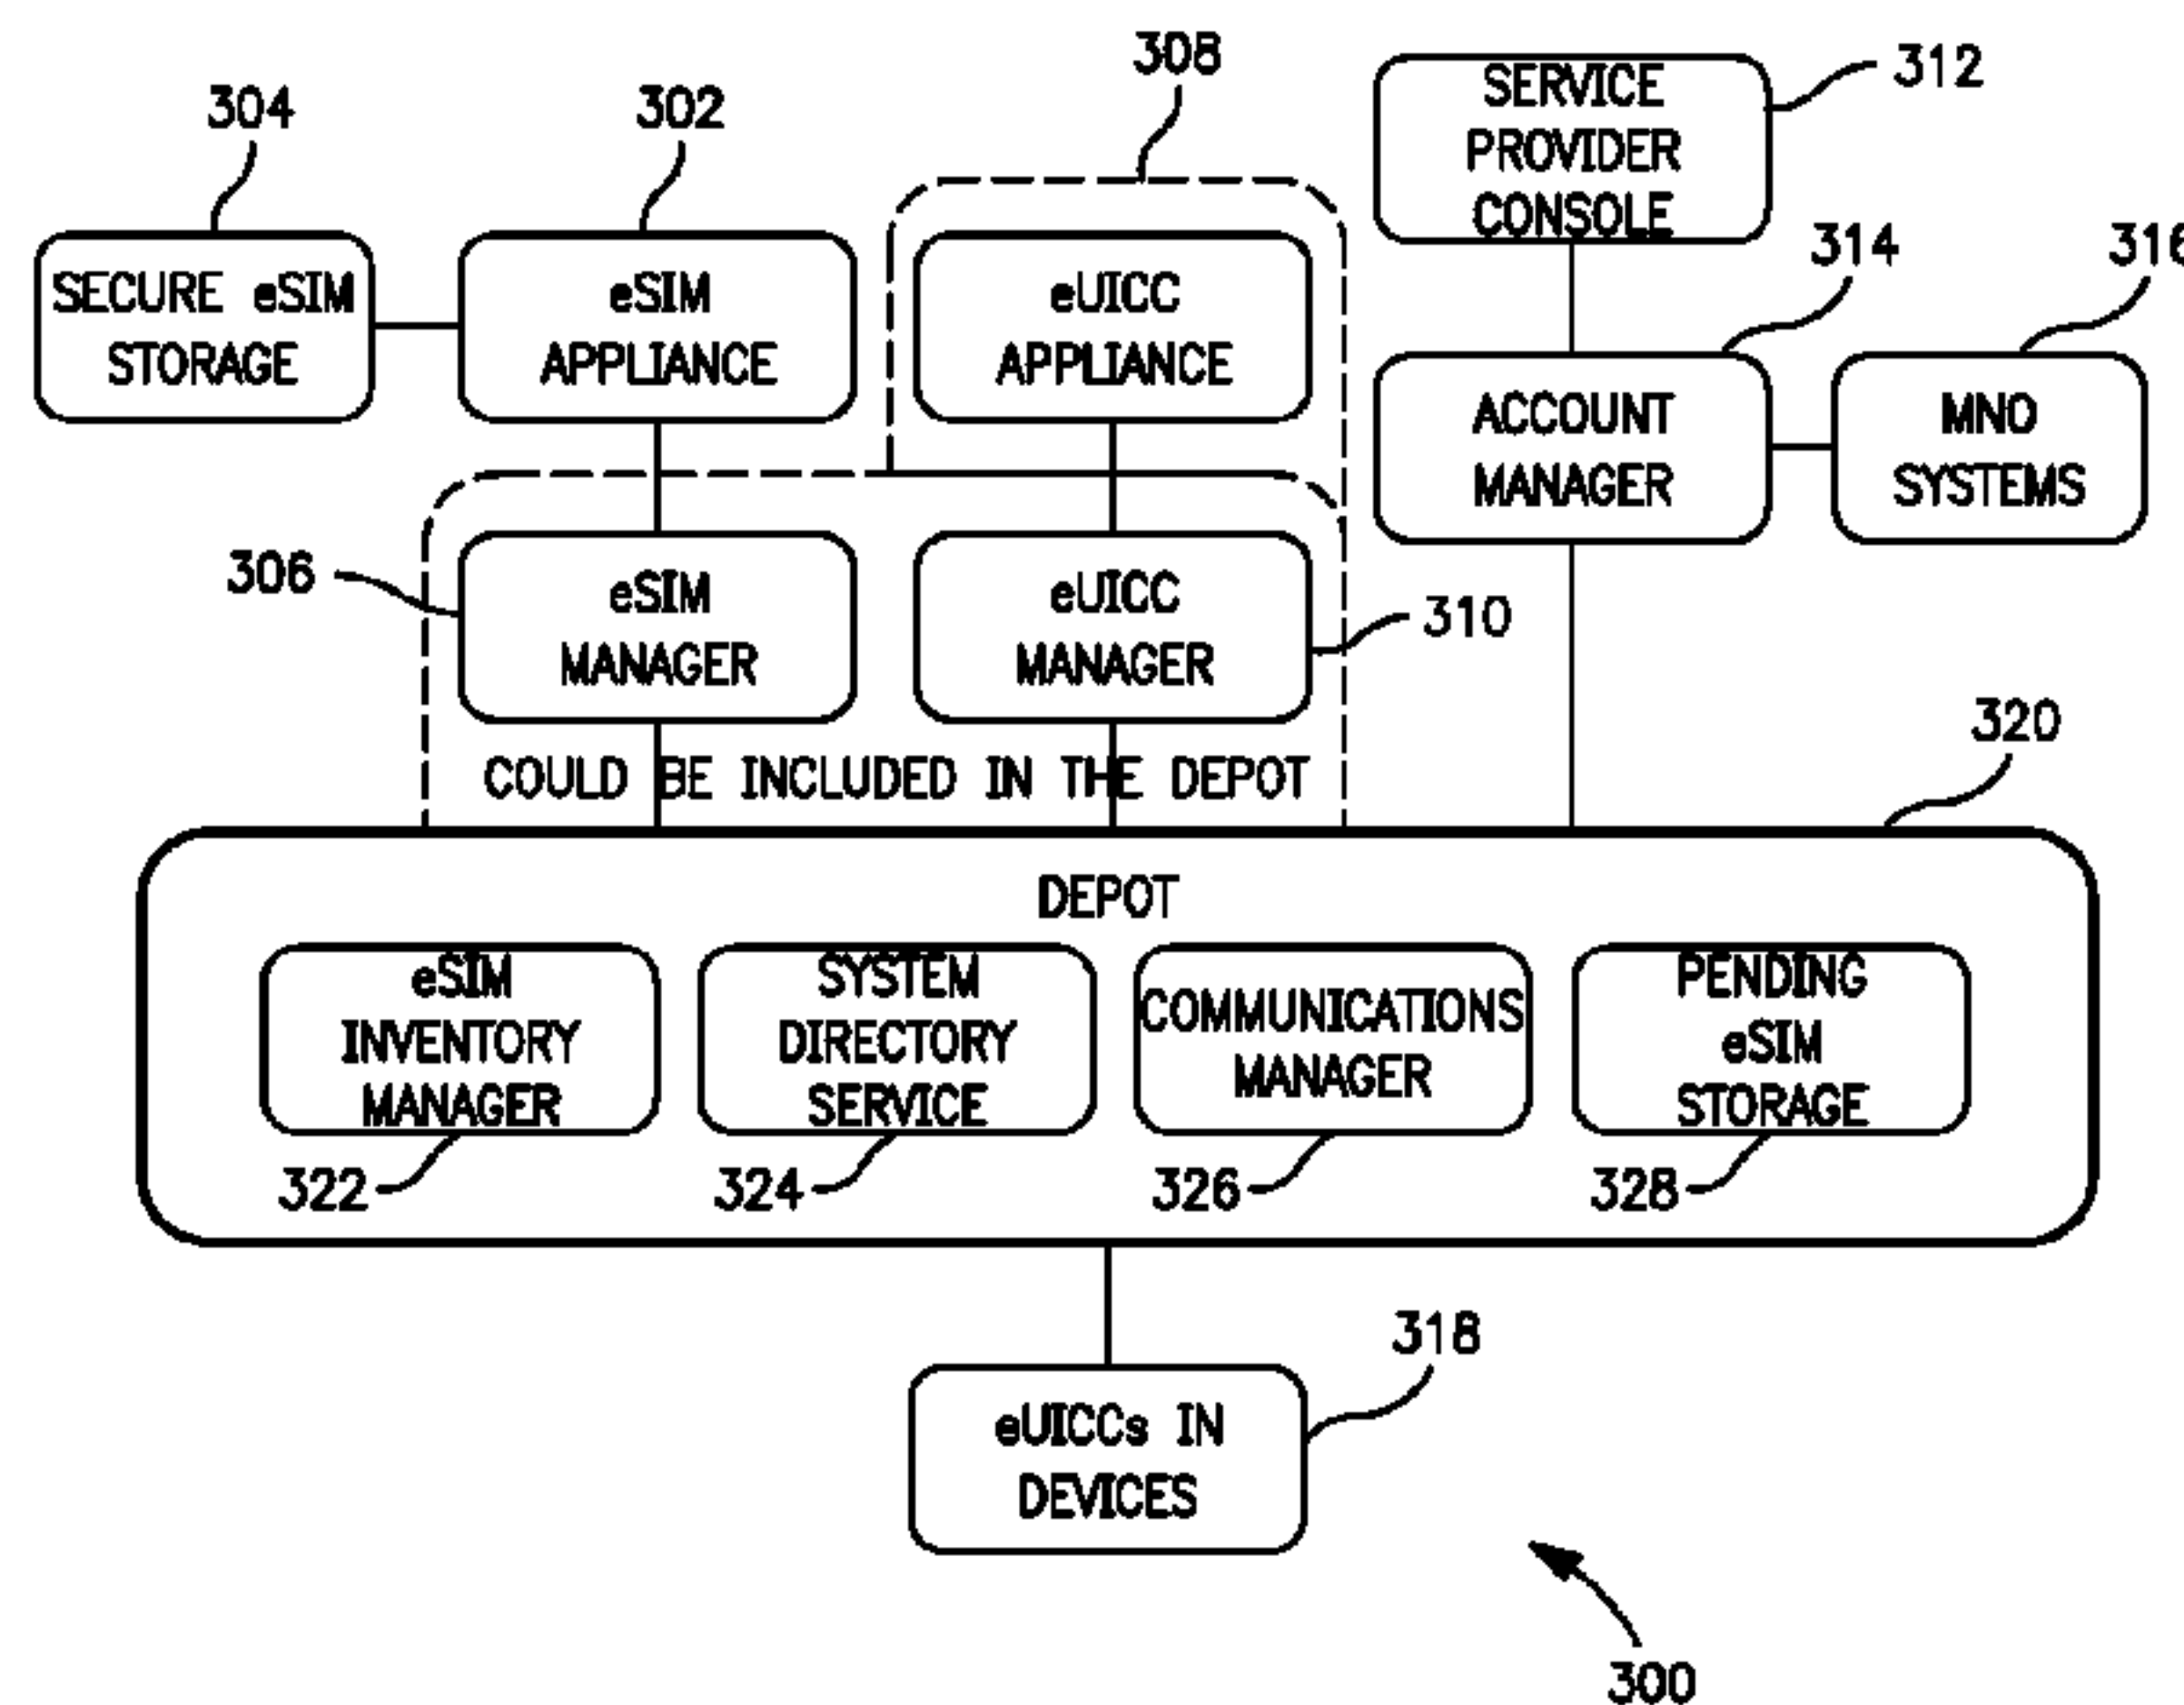 308
312
304
302
SERVICE
PROVIDER
CONSOLE
314
316
SECURE eSIM
STORAGE
eSIM
APPLIANCE
eUICC
APPLIANCE
ACCOUNT
MANAGER
MNO
SYSTEMS
306
eSIM
MANAGER
eUICC
MANAGER
310
COULD BE INCLUDED IN THE DEPOT
320
DEPOT
eSIM
INVENTORY
MANAGER
SYSTEM
DIRECTORY
SERVICE
COMMUNICATIONS
MANAGER
PENDING
eSIM
STORAGE
322
324
326
328
318
eUICCs IN
DEVICES
300